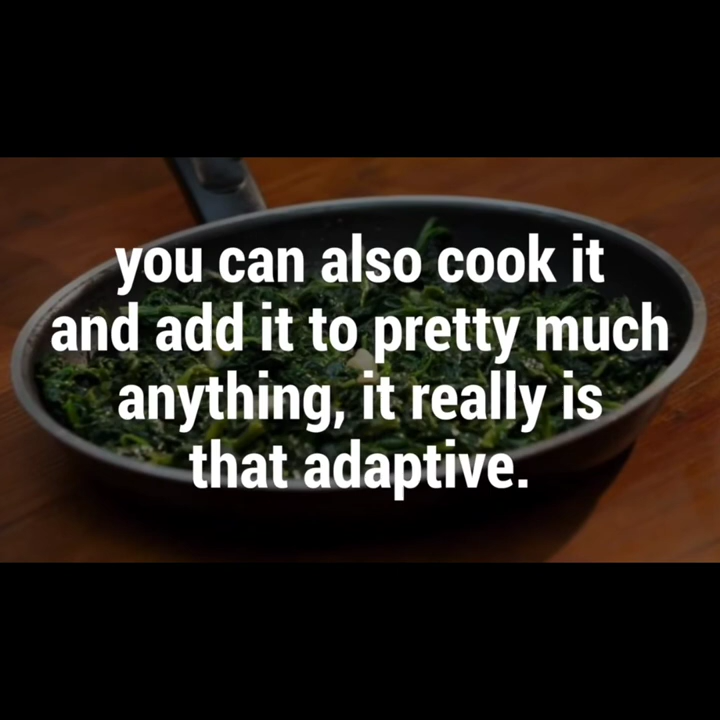 you can also cook it
and add it to pretty much
anything, it really is
that adaptive.